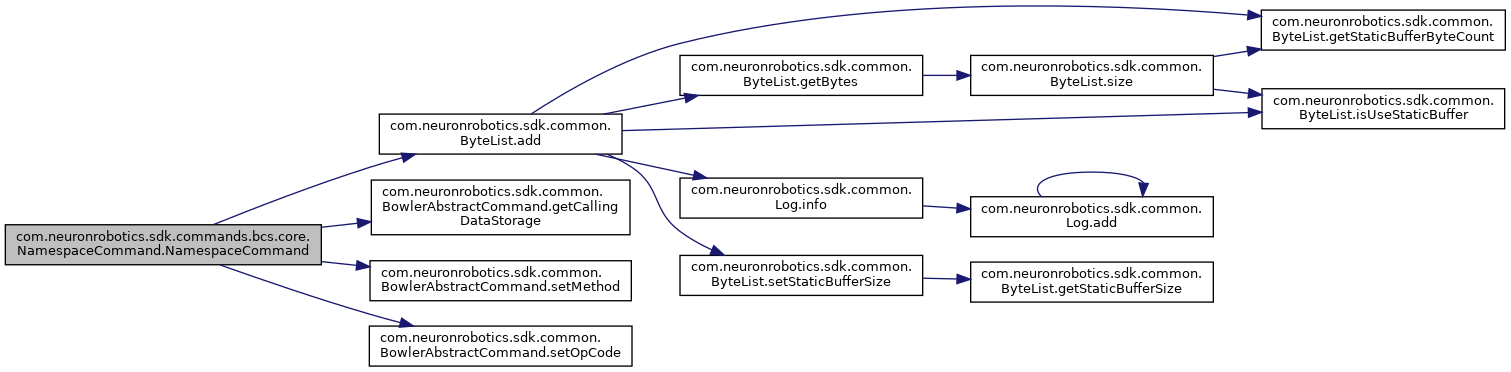 com.neuronrobotics.sdk.commands.bcs.core.
NamespaceCommand.NamespaceCommand
com.neuronrobotics.sdk.common.
ByteList.add
com.neuronrobotics.sdk.common.
BowlerAbstractCommand.getCalling
DataStorage
com.neuronrobotics.sdk.common.
BowlerAbstractCommand.setMethod
com.neuronrobotics.sdk.common.
BowlerAbstractCommand.setOpCode
com.neuronrobotics.sdk.common.
ByteList.getBytes
com.neuronrobotics.sdk.common.
Log.info
com.neuronrobotics.sdk.common.
ByteList.setStaticBufferSize
com.neuronrobotics.sdk.common.
ByteList.size
com.neuronrobotics.sdk.common.
Log.add
com.neuronrobotics.sdk.common.
ByteList.getStaticBufferSize
com.neuronrobotics.sdk.common.
ByteList.getStaticBufferByteCount
com.neuronrobotics.sdk.common.
ByteList.isUseStaticBuffer